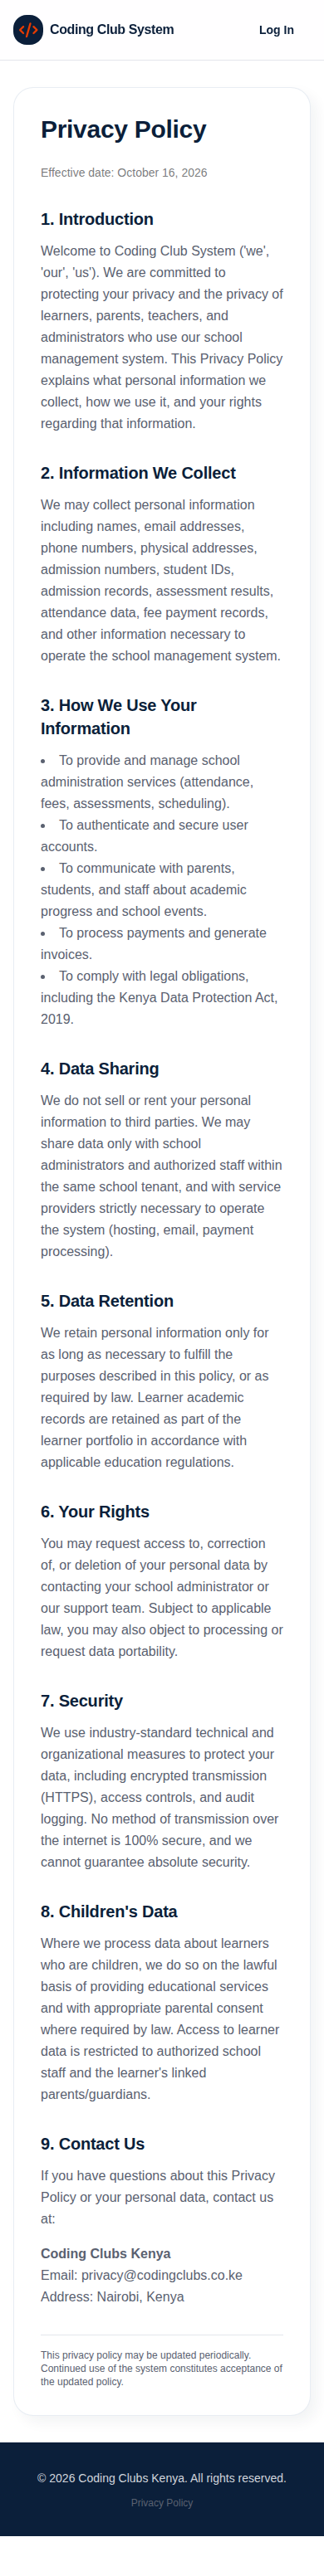 Coding Club System
Log In
Privacy Policy
Effective date: October 16, 2026
1. Introduction
Welcome to Coding Club System ('we',
'our', 'us'). We are committed to
protecting your privacy and the privacy of
learners, parents, teachers, and
administrators who use our school
management system. This Privacy Policy
explains what personal information we
collect, how we use it, and your rights
regarding that information.
2. Information We Collect
We may collect personal information
including names, email addresses,
phone numbers, physical addresses,
admission numbers, student IDs,
admission records, assessment results,
attendance data, fee payment records,
and other information necessary to
operate the school management system.
3. How We Use Your
Information
• To provide and manage school
administration services (attendance,
fees, assessments, scheduling).
• To authenticate and secure user
accounts.
• To communicate with parents,
students, and staff about academic
progress and school events.
• To process payments and generate
invoices.
• To comply with legal obligations,
including the Kenya Data Protection Act,
2019.
4. Data Sharing
We do not sell or rent your personal
information to third parties. We may
share data only with school
administrators and authorized staff within
the same school tenant, and with service
providers strictly necessary to operate
the system (hosting, email, payment
processing).
5. Data Retention
We retain personal information only for
as long as necessary to fulfill the
purposes described in this policy, or as
required by law. Learner academic
records are retained as part of the
learner portfolio in accordance with
applicable education regulations.
6. Your Rights
You may request access to, correction
of, or deletion of your personal data by
contacting your school administrator or
our support team. Subject to applicable
law, you may also object to processing or
request data portability.
7. Security
We use industry-standard technical and
organizational measures to protect your
data, including encrypted transmission
(HTTPS), access controls, and audit
logging. No method of transmission over
the internet is 100% secure, and we
cannot guarantee absolute security.
8. Children's Data
Where we process data about learners
who are children, we do so on the lawful
basis of providing educational services
and with appropriate parental consent
where required by law. Access to learner
data is restricted to authorized school
staff and the learner's linked
parents/guardians.
9. Contact Us
If you have questions about this Privacy
Policy or your personal data, contact us
at:
Coding Clubs Kenya
Email: privacy@codingclubs.co.ke
Address: Nairobi, Kenya
This privacy policy may be updated periodically.
Continued use of the system constitutes acceptance of
the updated policy.
© 2026 Coding Clubs Kenya. All rights reserved.
Privacy Policy